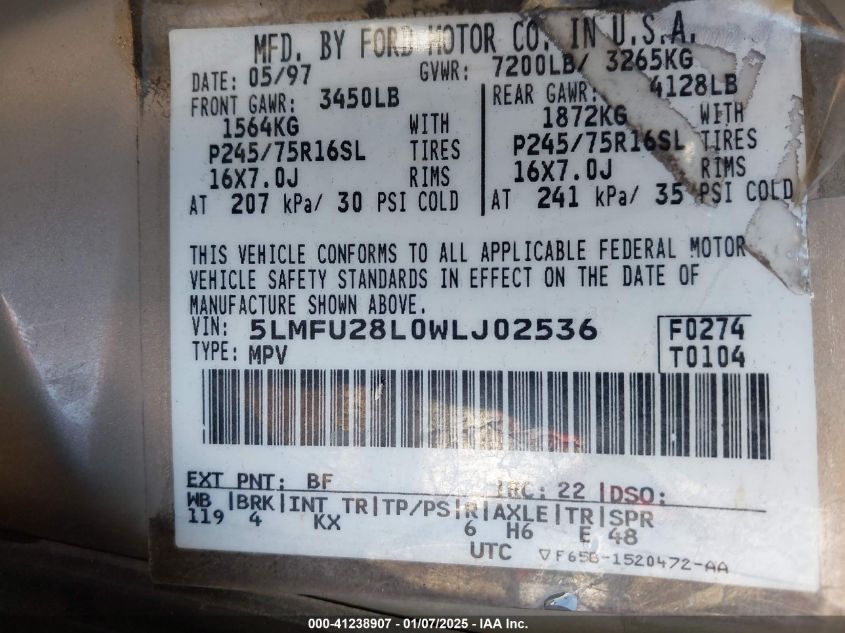 MFD. BY FORD MOTOR CO. IN U.S.A.
DATE: 05/97 GVWR: 7200LB/ 3265KG
FRONT GAWR: 3450LB REAR GAWR: 4128LB
1564KG WITH 1872KG WITH
P245/75R16SL TIRES P245/75R16SL TIRES
16X7.0J RIMS 16X7.0J RIMS
AT 207 kPa/ 30 PSI COLD AT 241 kPa/ 35 PSI COLD
THIS VEHICLE CONFORMS TO ALL APPLICABLE FEDERAL MOTOR
VEHICLE SAFETY STANDARDS IN EFFECT ON THE DATE OF
MANUFACTURE SHOWN ABOVE.
VIN: 5LMFU28L0WLJ02536 F0274
TYPE: MPV T0104
EXT PNT: BF IRC: 22 |DSO:
WB |BRK|INT TR|TP/PS|R|AXLE|TR|SPR
119 4 KX 6 H6 E 48
UTC ▽F65B-1520472-AA
000-41238907 - 01/07/2025 - IAA Inc.